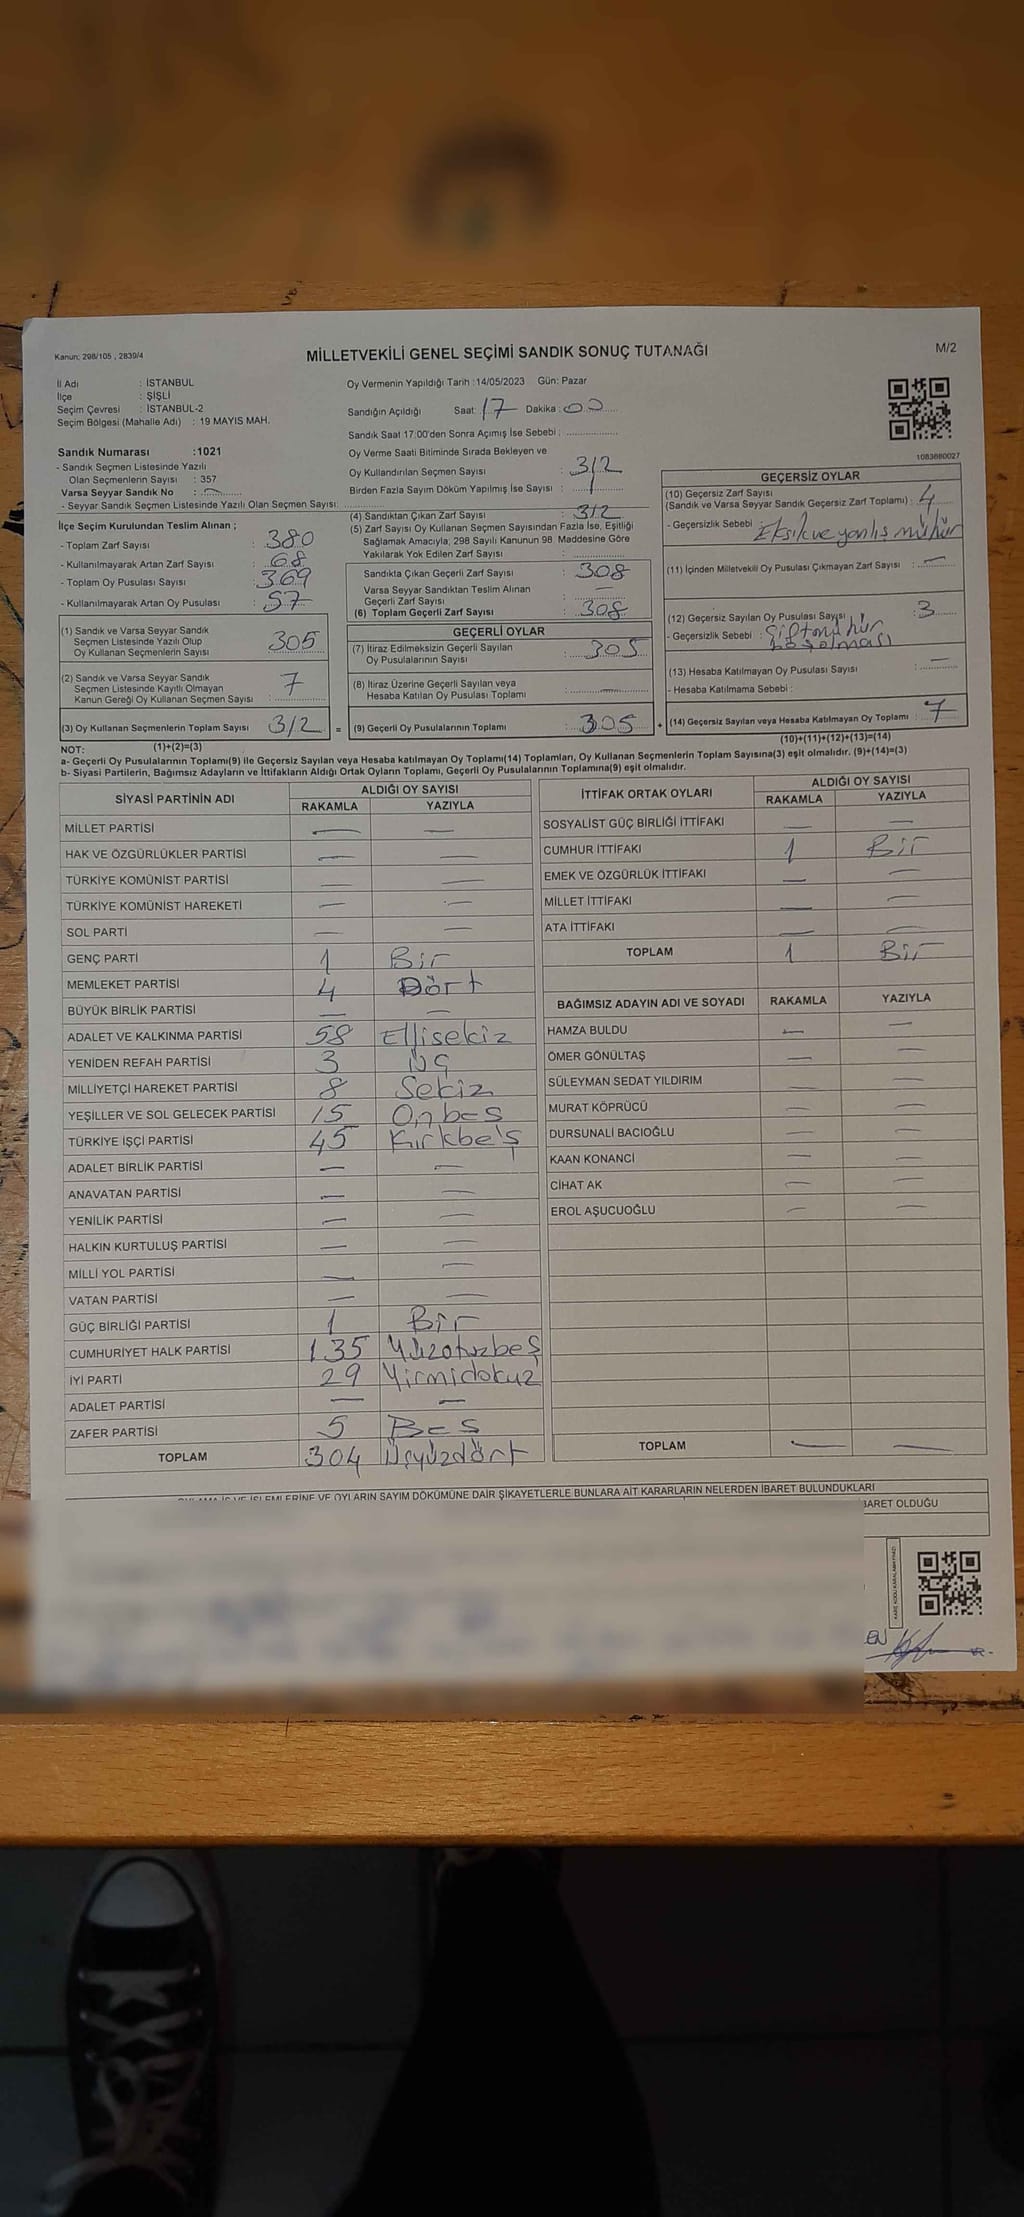 Kanun: 298/105 , 2839/4
MİLLETVEKİLİ GENEL SEÇİMİ SANDIK SONUÇ TUTANAĞI
M/2
İl Adı : İSTANBUL
İlçe : ŞİŞLİ
Seçim Çevresi : İSTANBUL-2
Seçim Bölgesi (Mahalle Adı) : 19 MAYIS MAH.
Oy Vermenin Yapıldığı Tarih :14/05/2023 Gün: Pazar
Sandığın Açıldığı Saat: 17 Dakika : 00
Sandık Saat 17:00'den Sonra Açımış İse Sebebi :
Sandık Numarası :1021
- Sandık Seçmen Listesinde Yazılı
Olan Seçmenlerin Sayısı : 357
Varsa Seyyar Sandık No : —
- Seyyar Sandık Seçmen Listesinde Yazılı Olan Seçmen Sayısı:
Oy Verme Saati Bitiminde Sırada Bekleyen ve
Oy Kullandırılan Seçmen Sayısı : 312
Birden Fazla Sayım Döküm Yapılmış İse Sayısı : 1
1083880027
İlçe Seçim Kurulundan Teslim Alınan ;
- Toplam Zarf Sayısı : 380
- Kullanılmayarak Artan Zarf Sayısı : 68
- Toplam Oy Pusulası Sayısı : 369
- Kullanılmayarak Artan Oy Pusulası : 57
(4) Sandıktan Çıkan Zarf Sayısı : 312
(5) Zarf Sayısı Oy Kullanan Seçmen Sayısından Fazla İse, Eşitliği
Sağlamak Amacıyla, 298 Sayılı Kanunun 98. Maddesine Göre
Yakılarak Yok Edilen Zarf Sayısı :
Sandıkta Çıkan Geçerli Zarf Sayısı : 308
Varsa Seyyar Sandıktan Teslim Alınan
Geçerli Zarf Sayısı : —
(6) Toplam Geçerli Zarf Sayısı : 308
GEÇERSİZ OYLAR
(10) Geçersiz Zarf Sayısı
(Sandık ve Varsa Seyyar Sandık Geçersiz Zarf Toplamı) : 4
- Geçersizlik Sebebi : Eksik ve yanlış mühür
(11) İçinden Milletvekili Oy Pusulası Çıkmayan Zarf Sayısı : —
(12) Geçersiz Sayılan Oy Pusulası Sayısı : 3
- Geçersizlik Sebebi : Çift mühür
(13) Hesaba Katılmayan Oy Pusulası Sayısı : —
- Hesaba Katılmama Sebebi :
(14) Geçersiz Sayılan veya Hesaba Katılmayan Oy Toplamı : 7
(10)+(11)+(12)+(13)=(14)
(1) Sandık ve Varsa Seyyar Sandık
Seçmen Listesinde Yazılı Olup
Oy Kullanan Seçmenlerin Sayısı : 305
(2) Sandık ve Varsa Seyyar Sandık
Seçmen Listesinde Kayıtlı Olmayan
Kanun Gereği Oy Kullanan Seçmen Sayısı : 7
(3) Oy Kullanan Seçmenlerin Toplam Sayısı 312 =
(1)+(2)=(3)
GEÇERLİ OYLAR
(7) İtiraz Edilmeksizin Geçerli Sayılan
Oy Pusulalarının Sayısı : 305
(8) İtiraz Üzerine Geçerli Sayılan veya
Hesaba Katılan Oy Pusulası Toplamı : —
(9) Geçerli Oy Pusulalarının Toplamı : 305 +
NOT:
a- Geçerli Oy Pusulalarının Toplamı(9) ile Geçersiz Sayılan veya Hesaba katılmayan Oy Toplamı(14) Toplamları, Oy Kullanan Seçmenlerin Toplam Sayısına(3) eşit olmalıdır. (9)+(14)=(3)
b- Siyasi Partilerin, Bağımsız Adayların ve İttifakların Aldığı Ortak Oyların Toplamı, Geçerli Oy Pusulalarının Toplamına(9) eşit olmalıdır.
SİYASİ PARTİNİN ADI ALDIĞI OY SAYISI
RAKAMLA YAZIYLA
MİLLET PARTİSİ — —
HAK VE ÖZGÜRLÜKLER PARTİSİ — —
TÜRKİYE KOMÜNİST PARTİSİ — —
TÜRKİYE KOMÜNİST HAREKETİ — —
SOL PARTİ — —
GENÇ PARTİ 1 Bir
MEMLEKET PARTİSİ 4 Dört
BÜYÜK BİRLİK PARTİSİ — —
ADALET VE KALKINMA PARTİSİ 58 Ellisekiz
YENİDEN REFAH PARTİSİ 3 Üç
MİLLİYETÇİ HAREKET PARTİSİ 8 Sekiz
YEŞİLLER VE SOL GELECEK PARTİSİ 15 Onbes
TÜRKİYE İŞÇİ PARTİSİ 45 Kırkbeş
ADALET BİRLİK PARTİSİ — —
ANAVATAN PARTİSİ — —
YENİLİK PARTİSİ — —
HALKIN KURTULUŞ PARTİSİ — —
MİLLİ YOL PARTİSİ — —
VATAN PARTİSİ — —
GÜÇ BİRLİĞİ PARTİSİ 1 Bir
CUMHURİYET HALK PARTİSİ 135 Yüzotuzbeş
İYİ PARTİ 29 Yirmidokuz
ADALET PARTİSİ — —
ZAFER PARTİSİ 5 Bes
TOPLAM 304 Üçyüzdört
İTTİFAK ORTAK OYLARI ALDIĞI OY SAYISI
RAKAMLA YAZIYLA
SOSYALİST GÜÇ BİRLİĞİ İTTİFAKI — —
CUMHUR İTTİFAKI 1 Bir
EMEK VE ÖZGÜRLÜK İTTİFAKI — —
MİLLET İTTİFAKI — —
ATA İTTİFAKI — —
TOPLAM 1 Bir
BAĞIMSIZ ADAYIN ADI VE SOYADI RAKAMLA YAZIYLA
HAMZA BULDU — —
ÖMER GÖNÜLTAŞ — —
SÜLEYMAN SEDAT YILDIRIM — —
MURAT KÖPRÜCÜ — —
DURSUNALİ BACIOĞLU — —
KAAN KONANCİ — —
CİHAT AK — —
EROL AŞUCUOĞLU — —
TOPLAM — —
OYLAMA İŞ VE İŞLEMLERİNE VE OYLARIN SAYIM DÖKÜMÜNE DAİR ŞİKAYETLERLE BUNLARA AİT KARARLARIN NELERDEN İBARET BULUNDUKLARI
BARET OLDUĞU